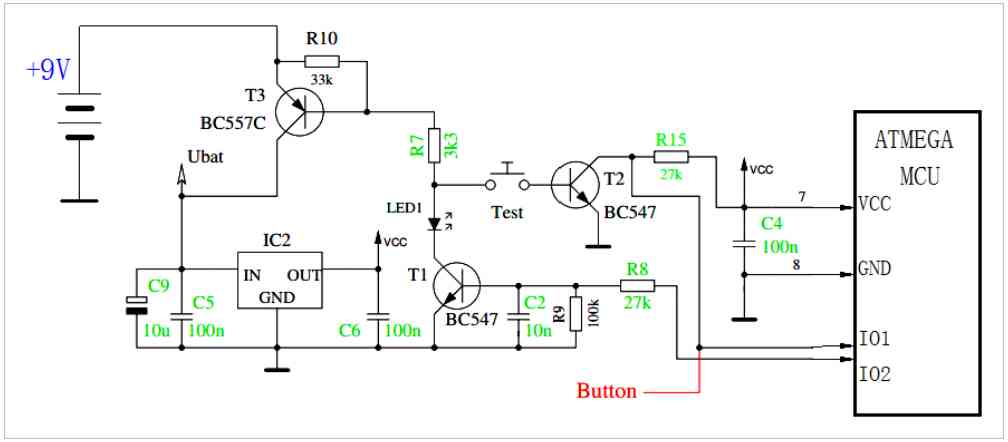 R10
+9V
33k
T3
BC557C
R7
3k3
ATMEGA
MCU
R15
27k
Ubat
VCC
T2
Test
BC547
7
VCC
LED1
C4
100n
IC2
VCC
IN
OUT
GND
T1
BC547
R8
27k
8
GND
C9
10u
C5
100n
C6
100n
C2
10n
R9
100k
IO1
IO2
Button